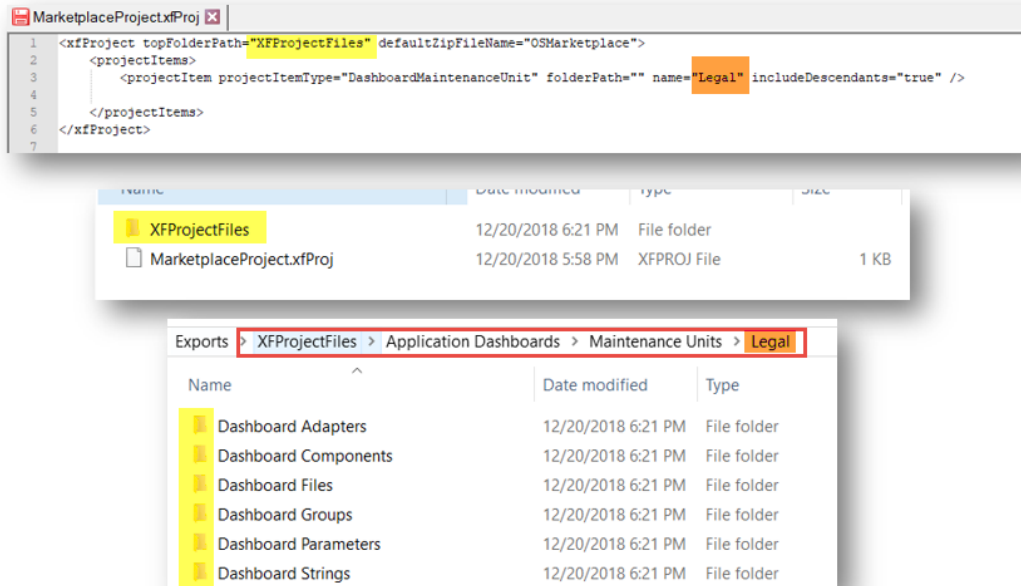 MarketplaceProject.xfProj
1 <xfProject topFolderPath="XFProjectFiles" defaultZipFileName="OSMarketplace">
2 <projectItems>
3 <projectItem projectItemType="DashboardMaintenanceUnit" folderPath="" name="Legal" includeDescendants="true" />
4
5 </projectItems>
6 </xfProject>
7
Name Date modified Type Size
XFProjectFiles 12/20/2018 6:21 PM File folder
MarketplaceProject.xfProj 12/20/2018 5:58 PM XFPROJ File 1 KB
Exports > XFProjectFiles > Application Dashboards > Maintenance Units > Legal
Name Date modified Type
Dashboard Adapters 12/20/2018 6:21 PM File folder
Dashboard Components 12/20/2018 6:21 PM File folder
Dashboard Files 12/20/2018 6:21 PM File folder
Dashboard Groups 12/20/2018 6:21 PM File folder
Dashboard Parameters 12/20/2018 6:21 PM File folder
Dashboard Strings 12/20/2018 6:21 PM File folder